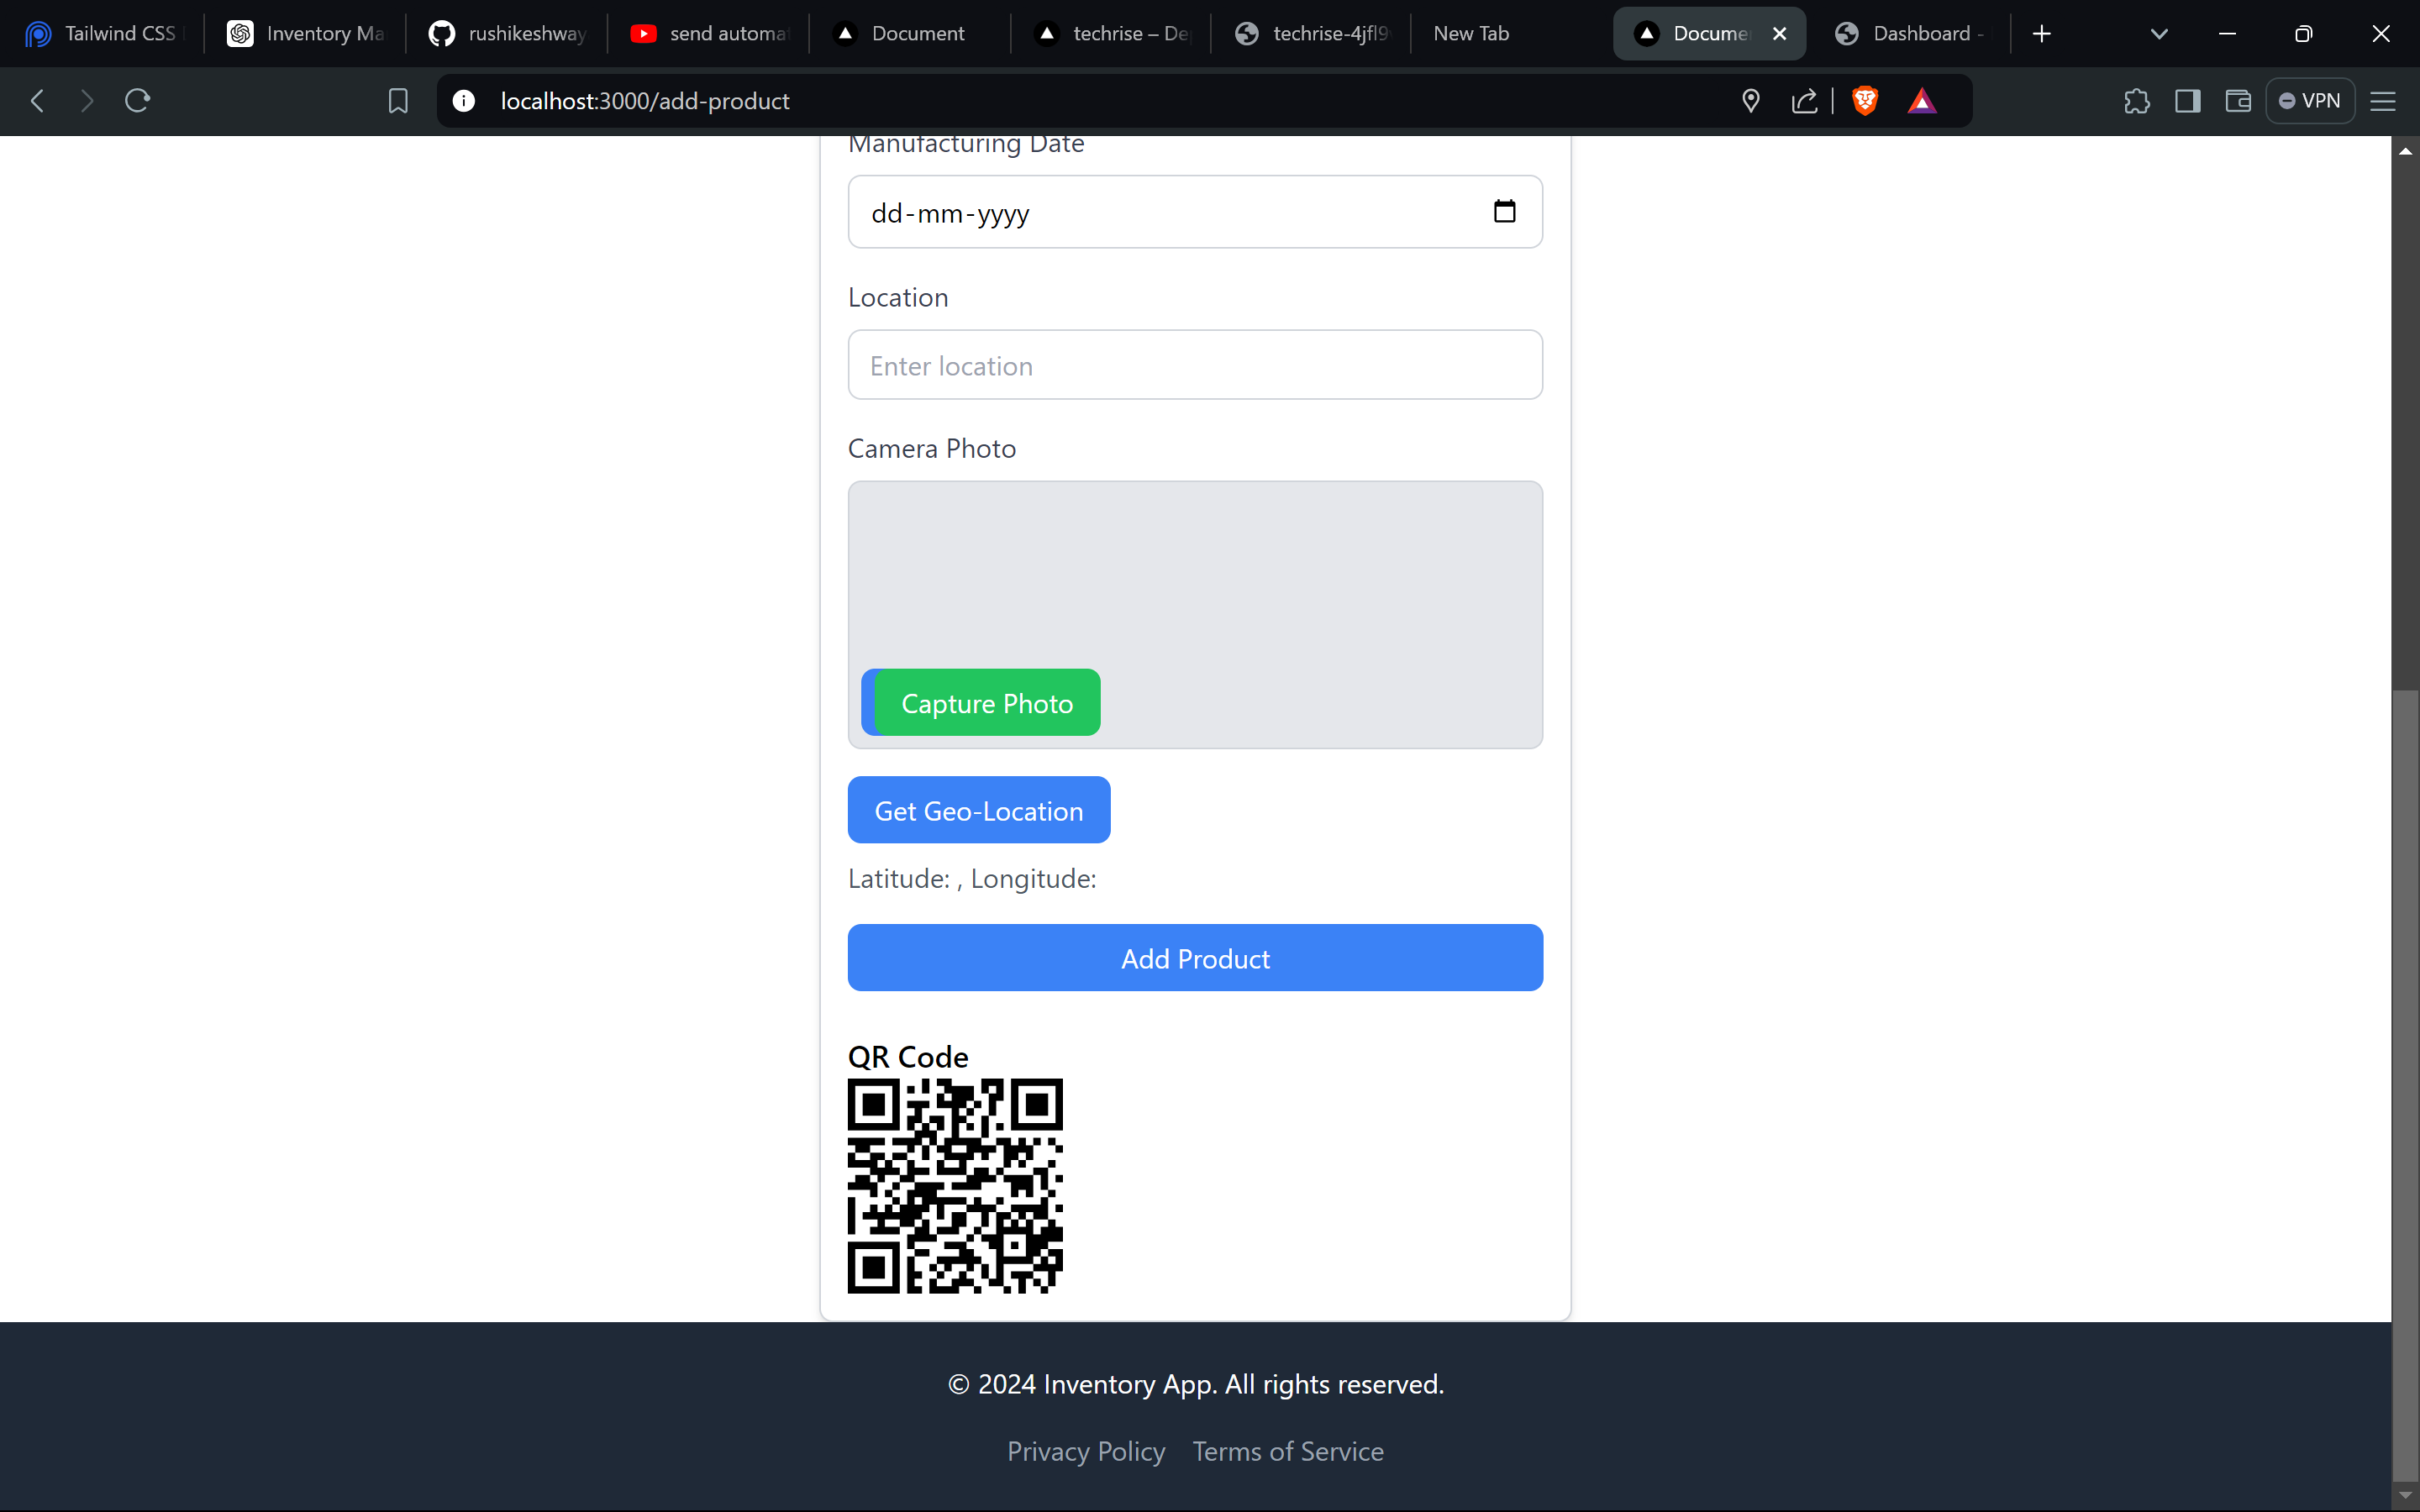 Tailwind CSS
Inventory Ma
rushikeshway
send automat
Document
techrise – De
techrise-4jfl9
New Tab
Docume
Dashboard -
localhost:3000/add-product
VPN
Manufacturing Date
dd-mm-yyyy
Location
Enter location
Camera Photo
Capture Photo
Get Geo-Location
Latitude: , Longitude:
Add Product
QR Code
© 2024 Inventory App. All rights reserved.
Privacy Policy Terms of Service